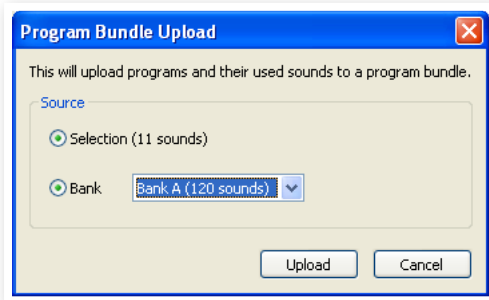 Program Bundle Upload
This will upload programs and their used sounds to a program bundle.
Source
Selection (11 sounds)
Bank Bank A (120 sounds)
Upload Cancel